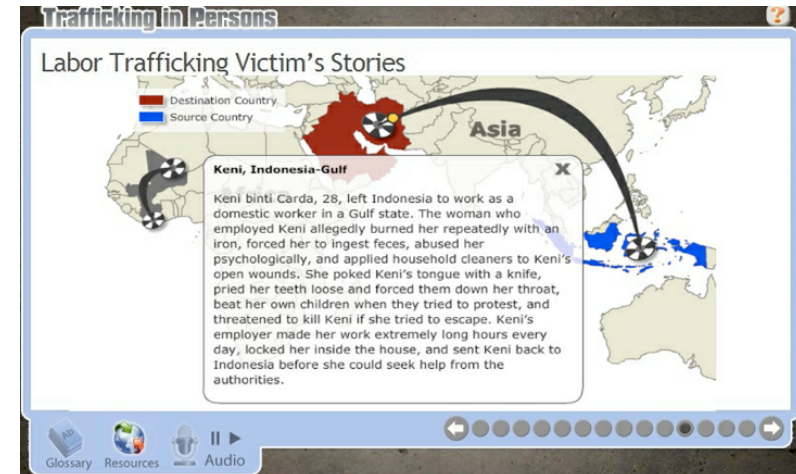 Trafficking in Persons
?
Labor Trafficking Victim's Stories
Destination Country
Source Country
Asia
Africa
Keni, Indonesia-Gulf
X
Keni binti Carda, 28, left Indonesia to work as a
domestic worker in a Gulf state. The woman who
employed Keni allegedly burned her repeatedly with an
iron, forced her to ingest feces, abused her
psychologically, and applied household cleaners to Keni's
open wounds. She poked Keni's tongue with a knife,
pried her teeth loose and forced them down her throat,
beat her own children when they tried to protest, and
threatened to kill Keni if she tried to escape. Keni's
employer made her work extremely long hours every
day, locked her inside the house, and sent Keni back to
Indonesia before she could seek help from the
authorities.
Ab
Glossary
Resources
Audio